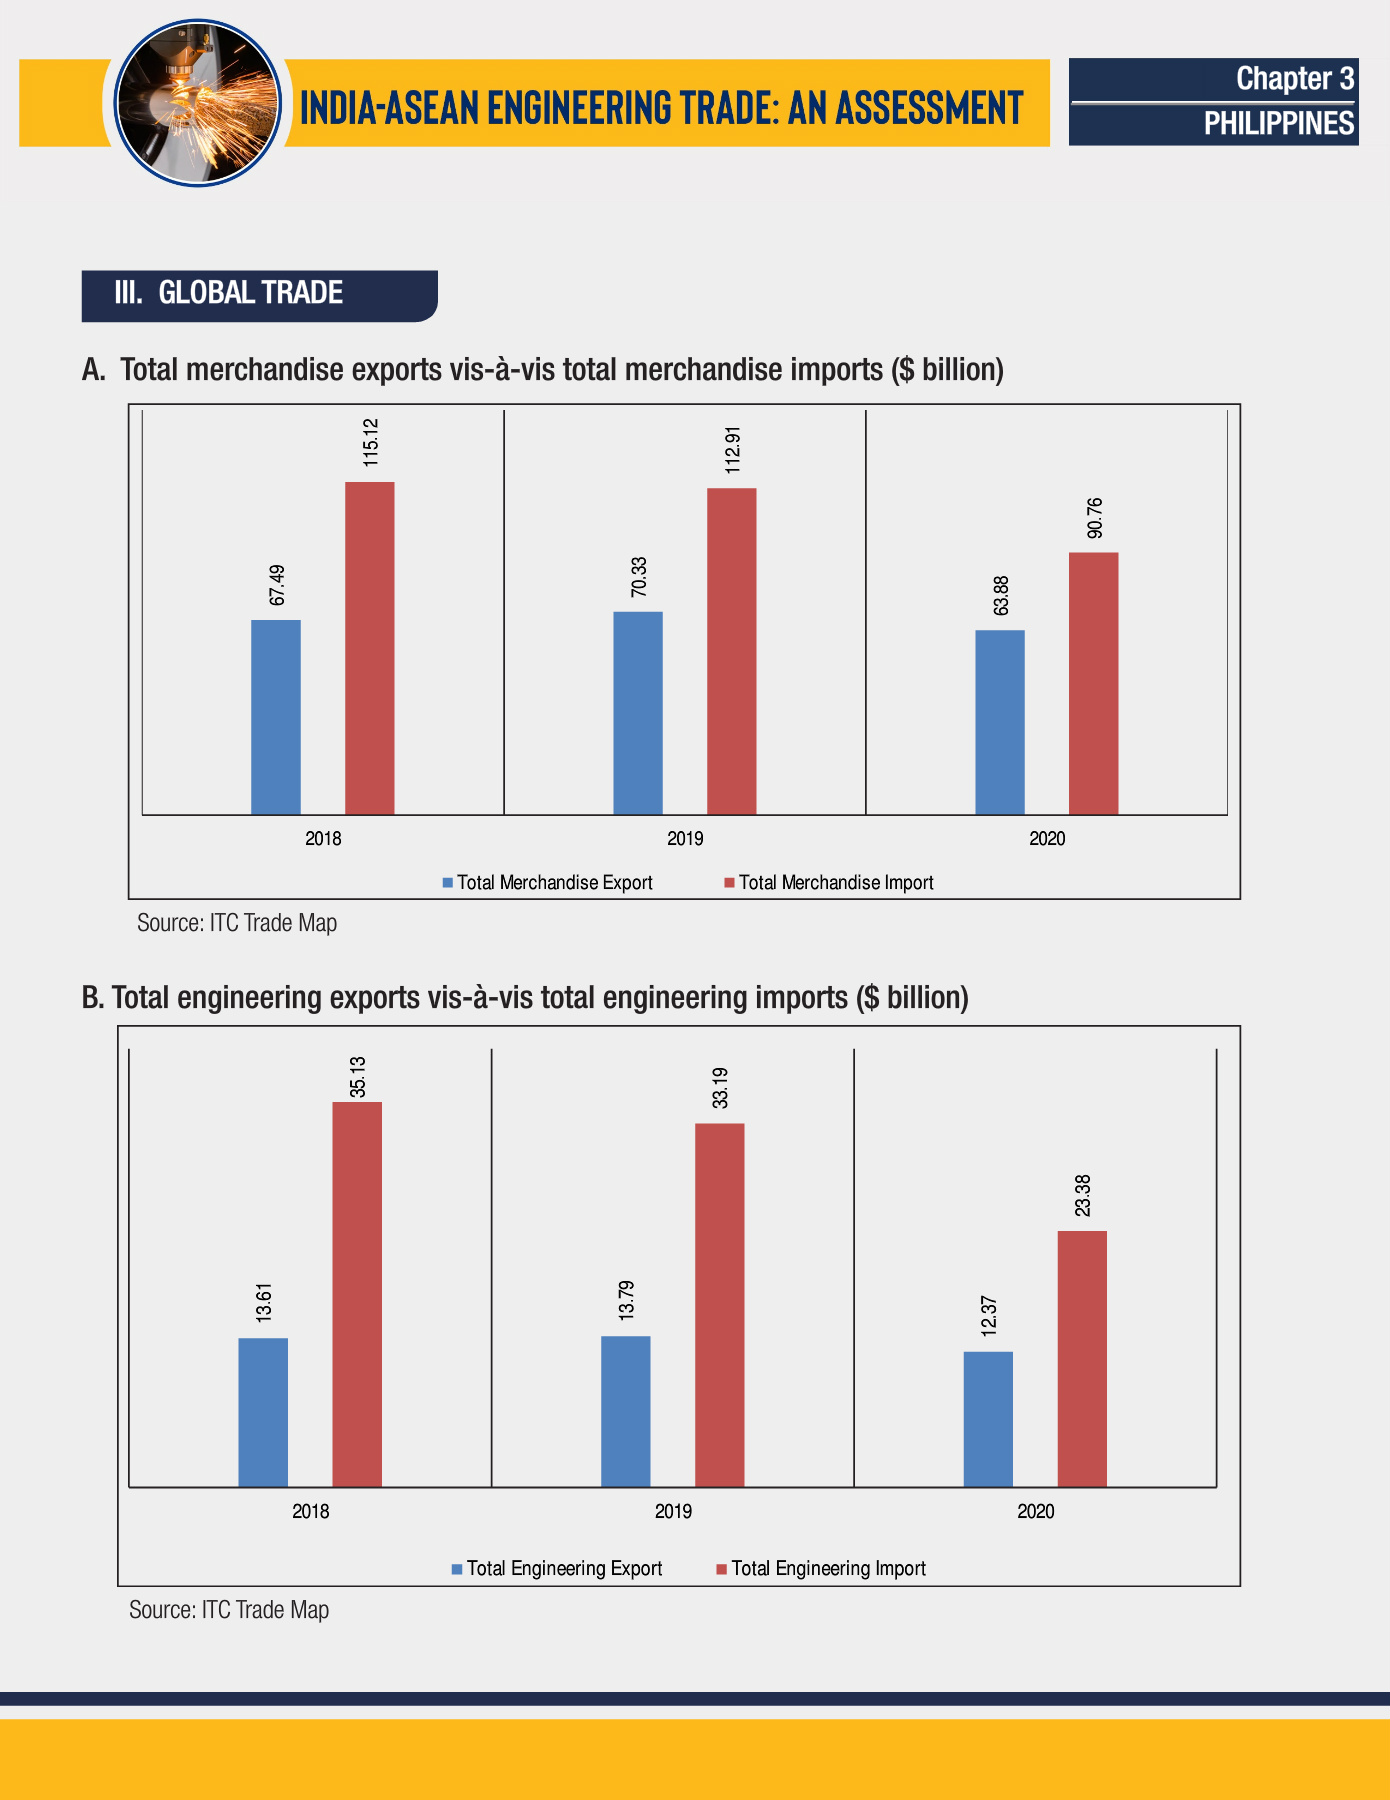 INDIA-ASEAN ENGINEERING TRADE: AN ASSESSMENT
Chapter 3
PHILIPPINES
III. GLOBAL TRADE
A. Total merchandise exports vis-à-vis total merchandise imports ($ billion)
67.49
115.12
70.33
112.91
63.88
90.76
2018
2019
2020
Total Merchandise Export
Total Merchandise Import
Source: ITC Trade Map
B. Total engineering exports vis-à-vis total engineering imports ($ billion)
13.61
35.13
13.79
33.19
12.37
23.38
2018
2019
2020
Total Engineering Export
Total Engineering Import
Source: ITC Trade Map